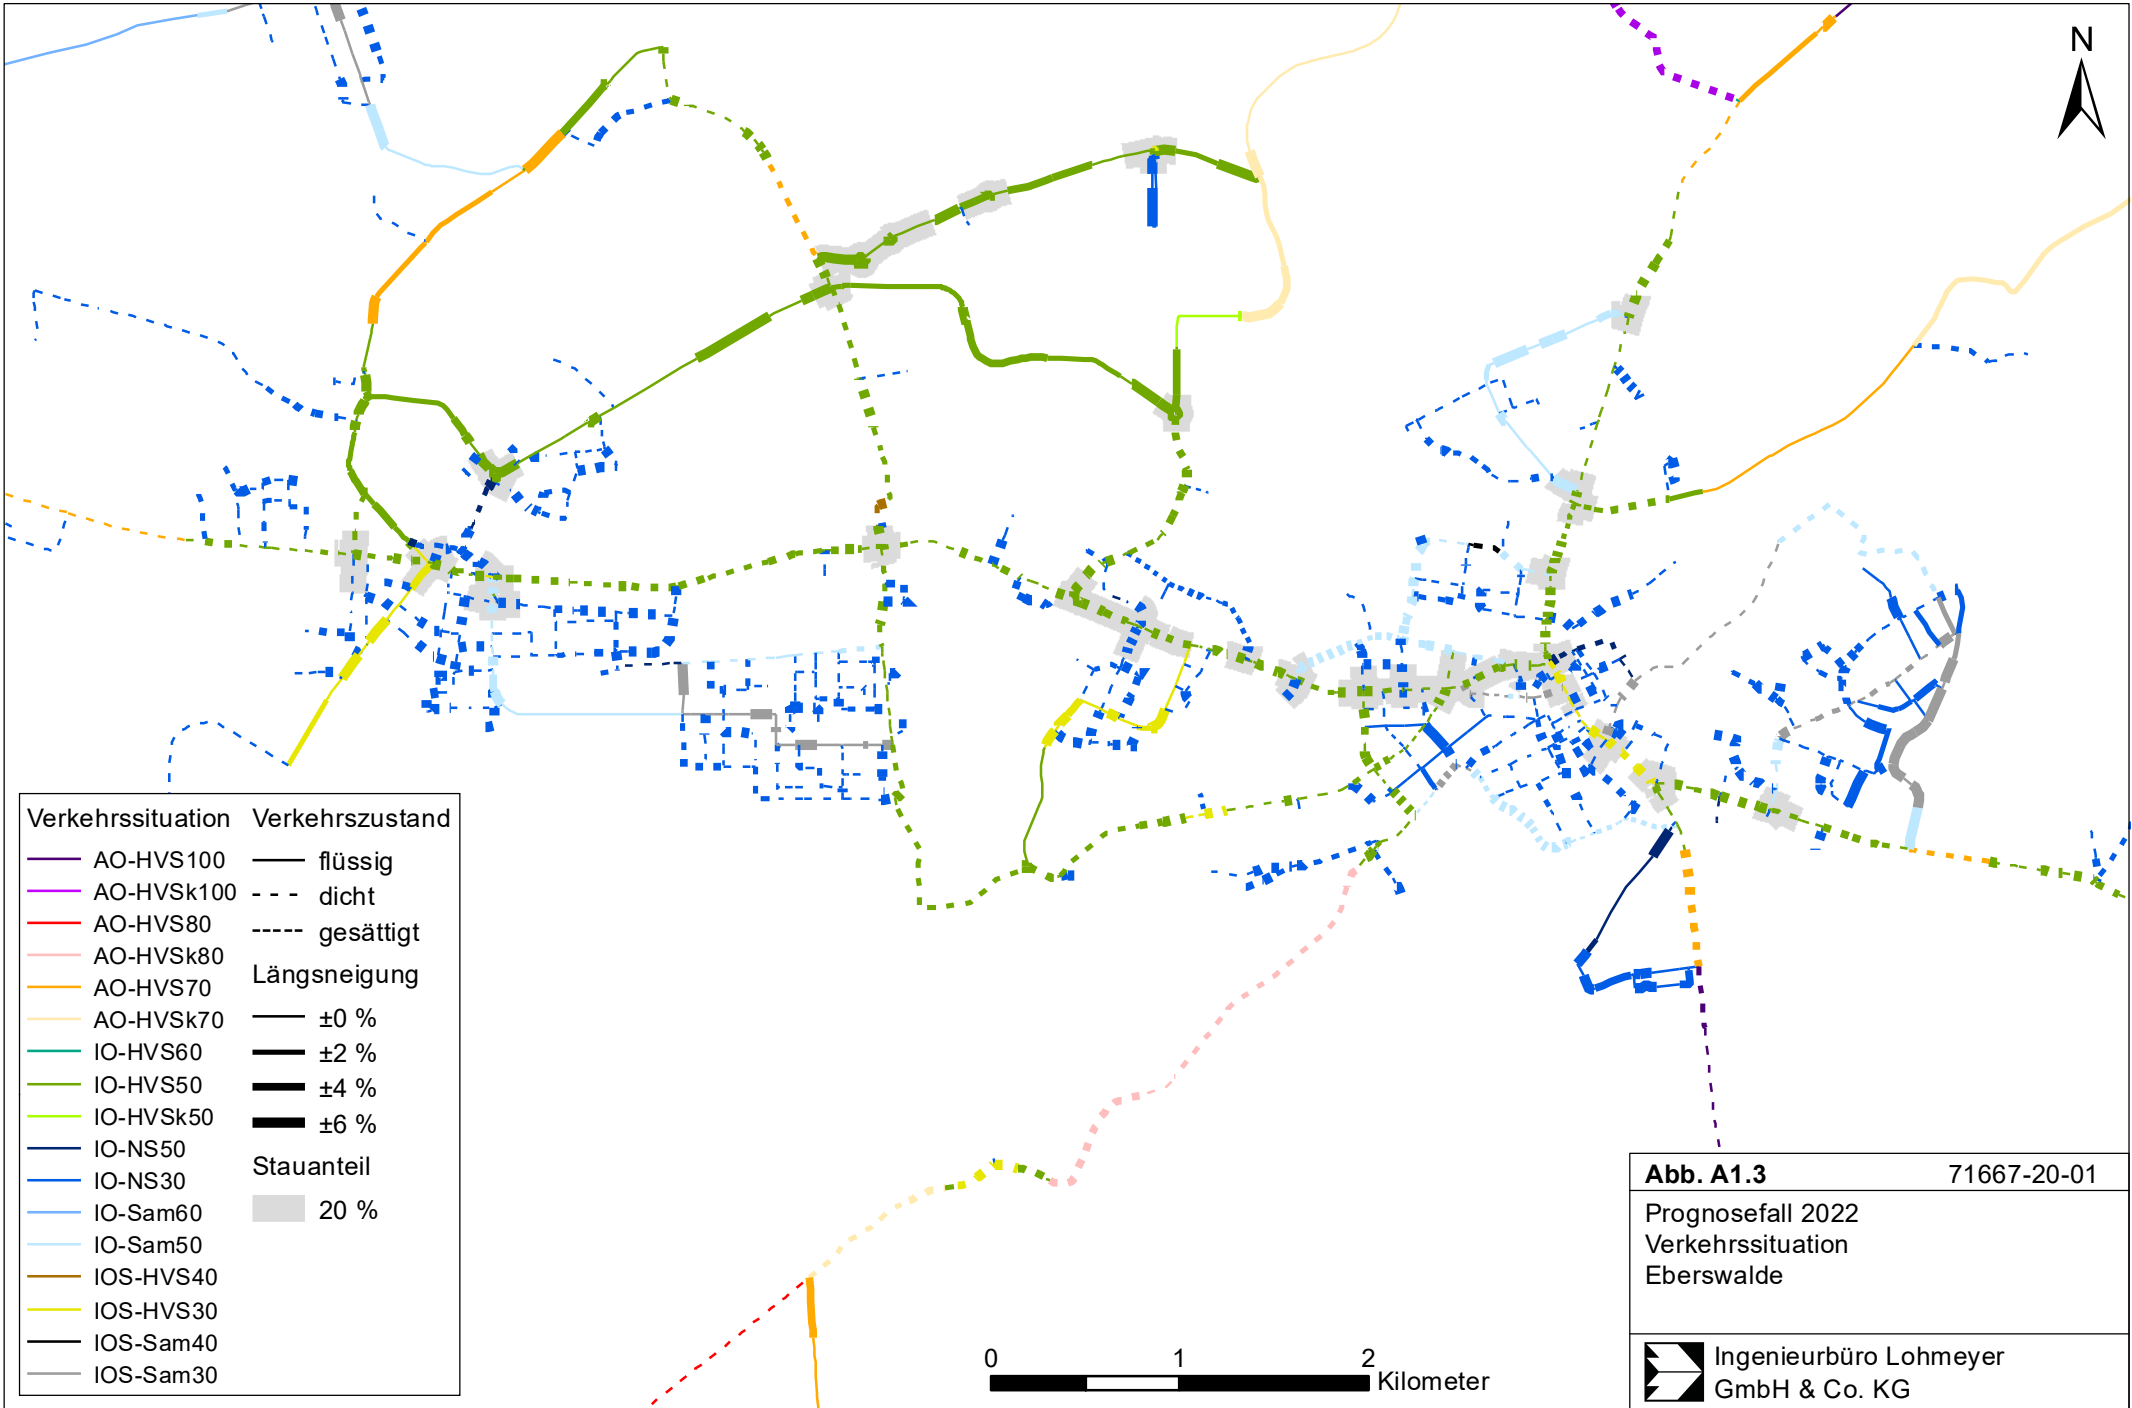 N
Verkehrssituation
AO-HVS100
AO-HVSk100
AO-HVS80
AO-HVSk80
AO-HVS70
AO-HVSk70
IO-HVS60
IO-HVS50
IO-HVSk50
IO-NS50
IO-NS30
IO-Sam60
IO-Sam50
IOS-HVS40
IOS-HVS30
IOS-Sam40
IOS-Sam30
Verkehrszustand
flüssig
dicht
gesättigt
Längsneigung
±0 %
±2 %
±4 %
±6 %
Stauanteil
20 %
0 1 2
Kilometer
Abb. A1.3 71667-20-01
Prognosefall 2022
Verkehrssituation
Eberswalde
Ingenieurbüro Lohmeyer
GmbH & Co. KG